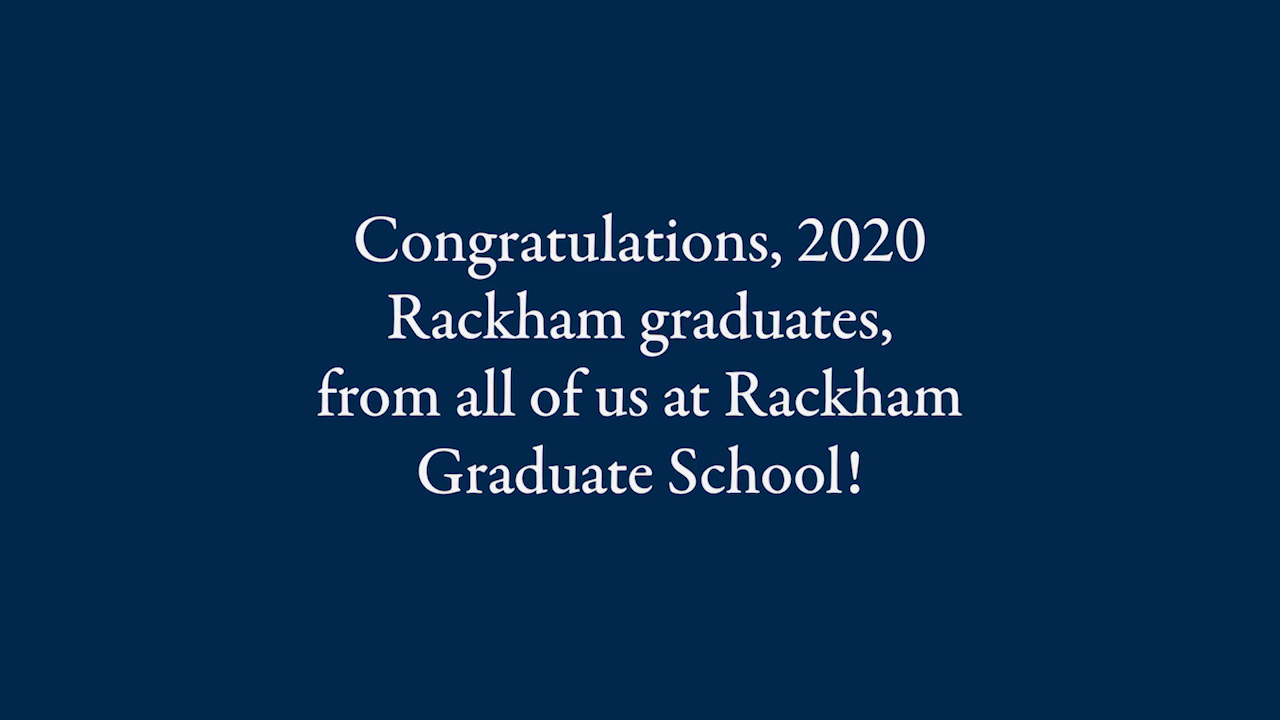 Congratulations, 2020
Rackham graduates,
from all of us at Rackham
Graduate School!